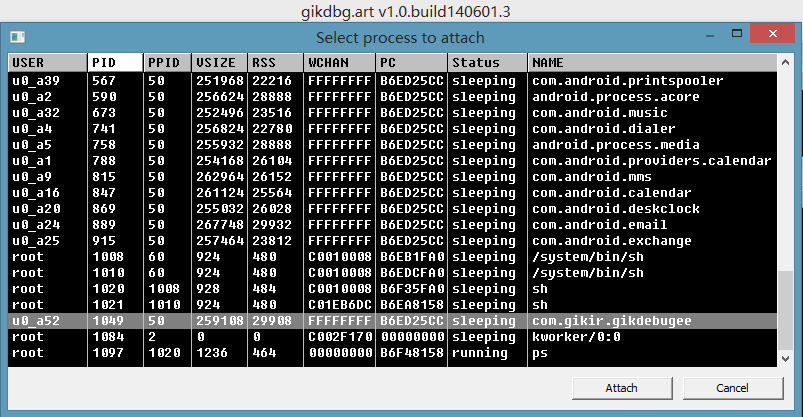 gikdbg.art v1.0.build140601.3
Select process to attach
USER PID PPID VSIZE RSS WCHAN PC Status NAME
u0_a39 567 50 251968 22216 FFFFFFFF B6ED25CC sleeping com.android.printspooler
u0_a2 590 50 256624 28888 FFFFFFFF B6ED25CC sleeping android.process.acore
u0_a32 673 50 252496 23516 FFFFFFFF B6ED25CC sleeping com.android.music
u0_a4 741 50 256824 22780 FFFFFFFF B6ED25CC sleeping com.android.dialer
u0_a5 758 50 255932 28888 FFFFFFFF B6ED25CC sleeping android.process.media
u0_a1 788 50 254168 26104 FFFFFFFF B6ED25CC sleeping com.android.providers.calendar
u0_a9 815 50 262964 26152 FFFFFFFF B6ED25CC sleeping com.android.mms
u0_a16 847 50 261124 25564 FFFFFFFF B6ED25CC sleeping com.android.calendar
u0_a20 869 50 255032 26028 FFFFFFFF B6ED25CC sleeping com.android.deskclock
u0_a24 889 50 267748 29932 FFFFFFFF B6ED25CC sleeping com.android.email
u0_a25 915 50 257464 23812 FFFFFFFF B6ED25CC sleeping com.android.exchange
root 1008 60 924 480 C0010008 B6EB1FA0 sleeping /system/bin/sh
root 1010 60 924 480 C0010008 B6EDCFA0 sleeping /system/bin/sh
root 1020 1008 928 484 C0010008 B6F35FA0 sleeping sh
root 1021 1010 924 480 C01EB6DC B6EA8158 sleeping sh
u0_a52 1049 50 259108 29908 FFFFFFFF B6ED25CC sleeping com.gikir.gikdebugee
root 1084 2 0 0 C002F170 00000000 sleeping kworker/0:0
root 1097 1020 1236 464 00000000 B6F48158 running ps
Attach Cancel